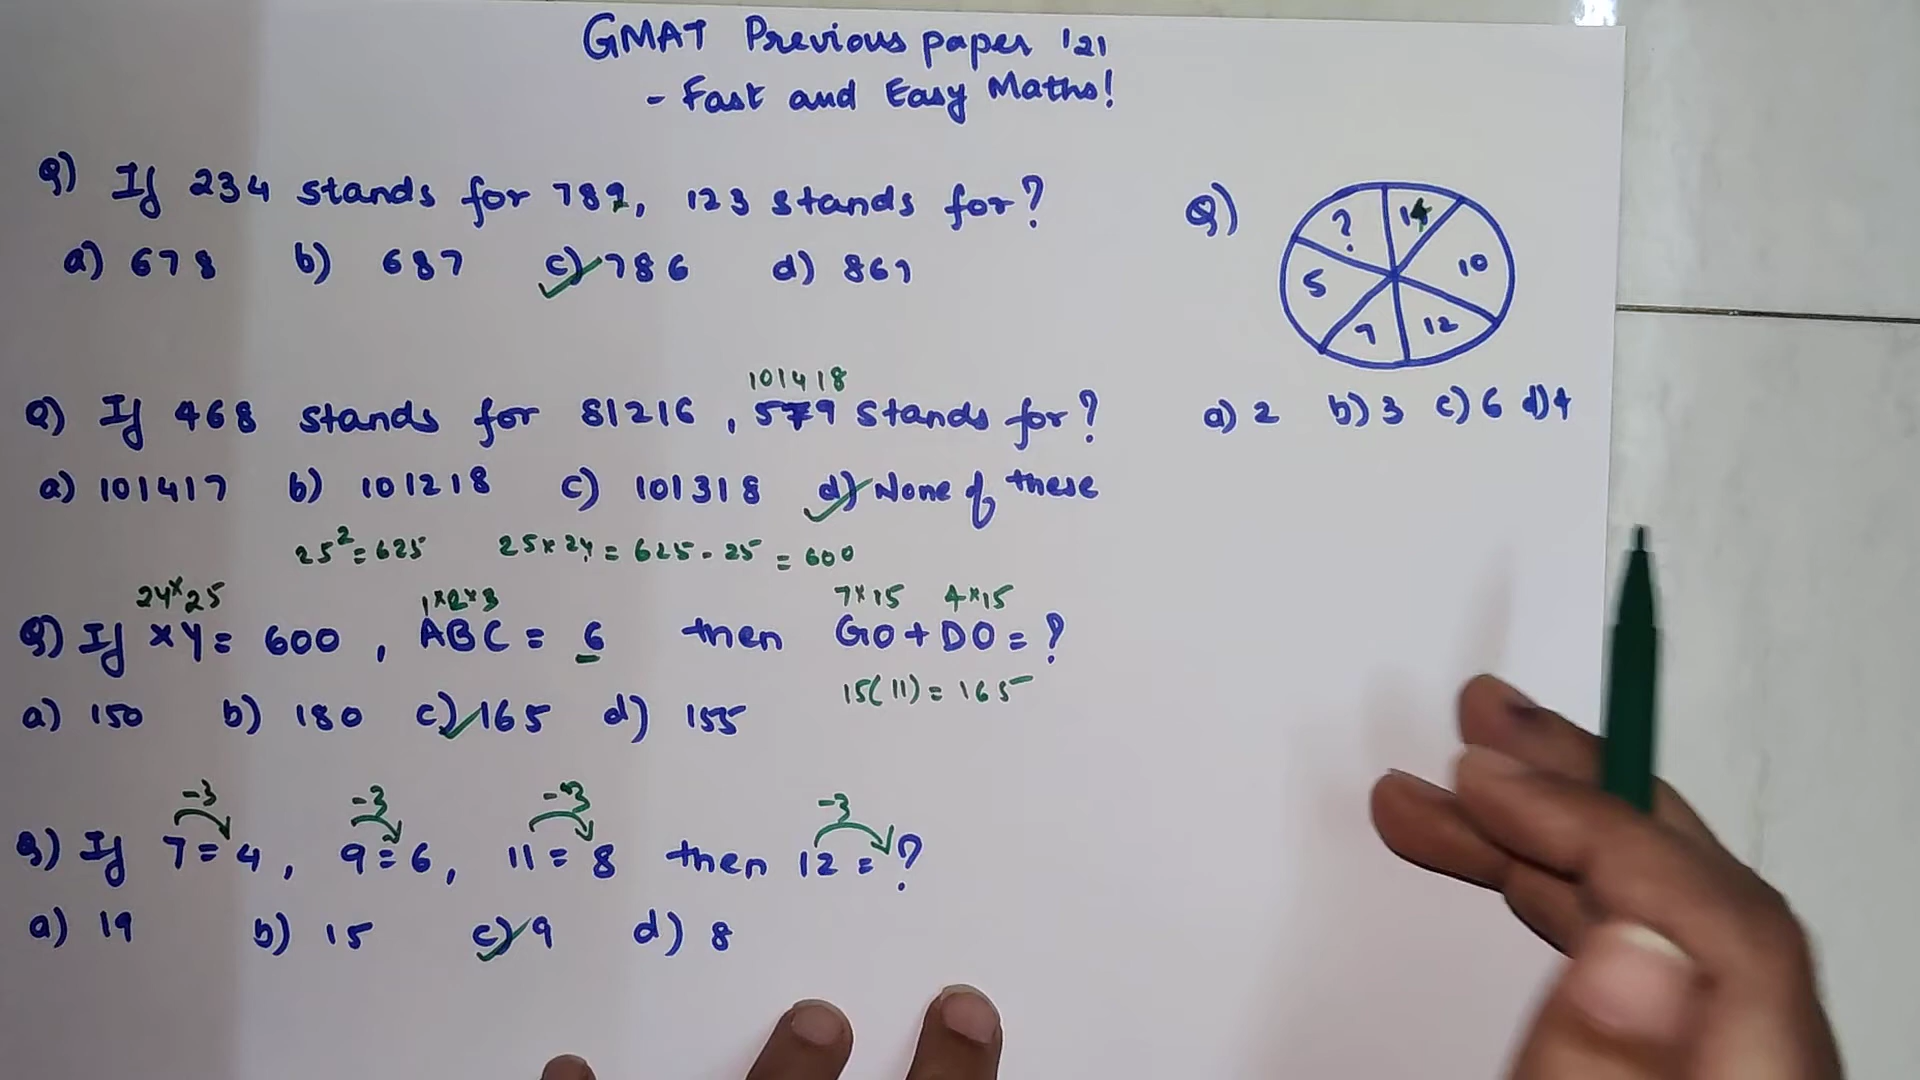 GMAT Previous paper '21
- Fast and Easy Maths!
Q) If 234 stands for 787, 123 stands for?
a) 678 b) 687 c) 786 d) 867
101418
Q) If 468 stands for 81216, 579 stands for?
a) 101417 b) 101218 c) 101318 d) None of these
25² = 625 25×24 = 625 - 25 = 600
24×25 1×2×3 7×15 4×15
Q) If XY = 600, ABC = 6 then GO + DO = ?
15(11) = 165
a) 150 b) 180 c) 165 d) 155
-3 -3 -3 -3
Q) If 7 = 4, 9 = 6, 11 = 8 then 12 = ?
a) 19 b) 15 c) 9 d) 8
Q)
? 14
5 10
7 12
a) 2 b) 3 c) 6 d) 4